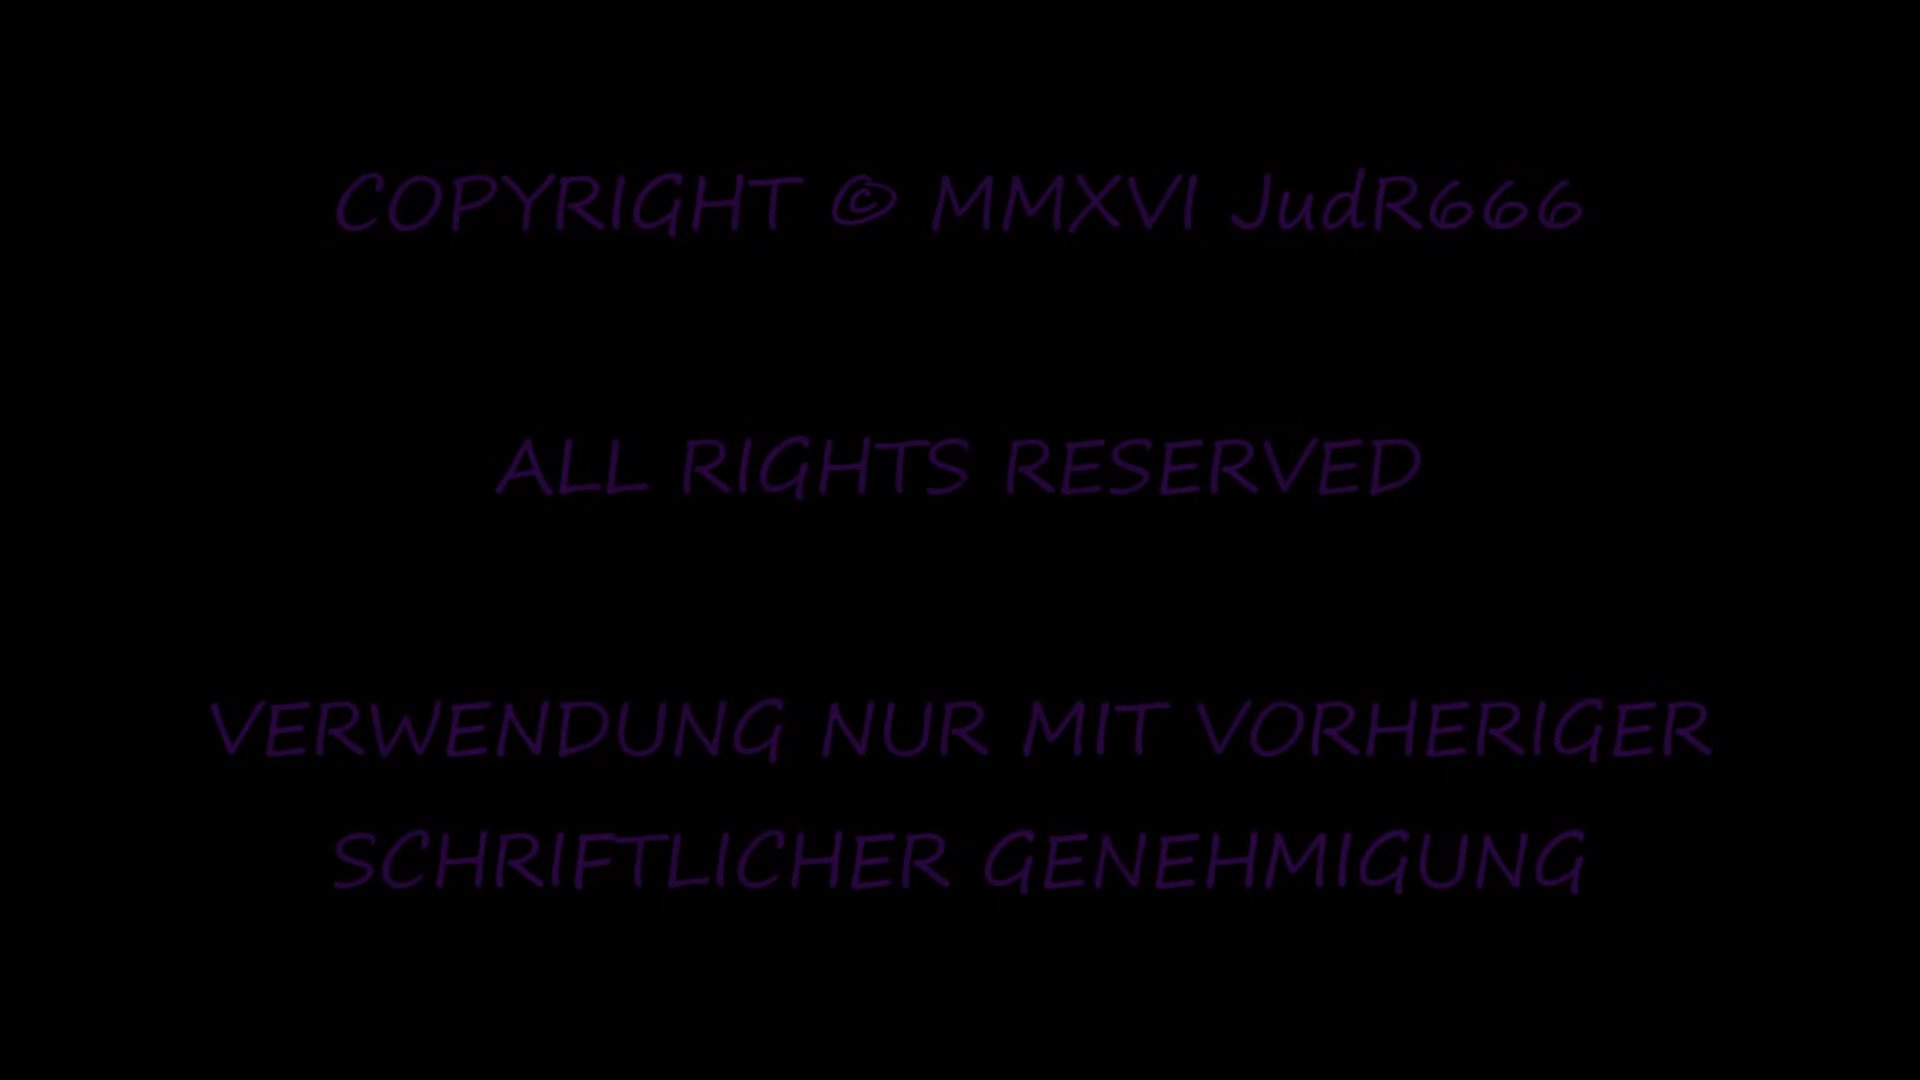 COPYRIGHT © MMXVI JudR666
ALL RIGHTS RESERVED
VERWENDUNG NUR MIT VORHERIGER
SCHRIFTLICHER GENEHMIGUNG